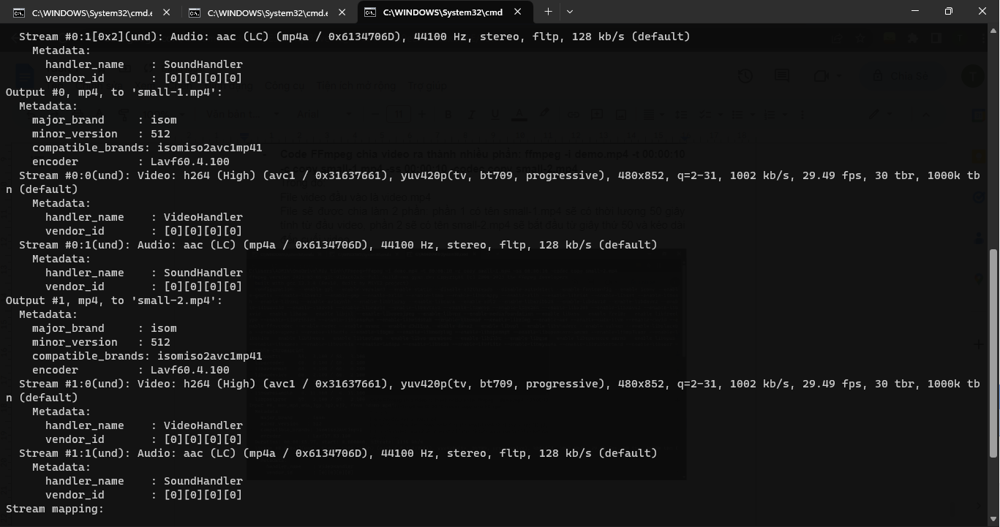 C:\WINDOWS\System32\cmd.e
C:\WINDOWS\System32\cmd.e
C:\WINDOWS\System32\cmd
Stream #0:1[0x2](und): Audio: aac (LC) (mp4a / 0x6134706D), 44100 Hz, stereo, fltp, 128 kb/s (default)
Metadata:
handler_name : SoundHandler
vendor_id : [0][0][0][0]
Output #0, mp4, to 'small-1.mp4':
Metadata:
major_brand : isom
minor_version : 512
compatible_brands: isomiso2avc1mp41
encoder : Lavf60.4.100
Stream #0:0(und): Video: h264 (High) (avc1 / 0x31637661), yuv420p(tv, bt709, progressive), 480x852, q=2-31, 1002 kb/s, 29.49 fps, 30 tbr, 1000k tb
n (default)
Metadata:
handler_name : VideoHandler
vendor_id : [0][0][0][0]
Stream #0:1(und): Audio: aac (LC) (mp4a / 0x6134706D), 44100 Hz, stereo, fltp, 128 kb/s (default)
Metadata:
handler_name : SoundHandler
vendor_id : [0][0][0][0]
Output #1, mp4, to 'small-2.mp4':
Metadata:
major_brand : isom
minor_version : 512
compatible_brands: isomiso2avc1mp41
encoder : Lavf60.4.100
Stream #1:0(und): Video: h264 (High) (avc1 / 0x31637661), yuv420p(tv, bt709, progressive), 480x852, q=2-31, 1002 kb/s, 29.49 fps, 30 tbr, 1000k tb
n (default)
Metadata:
handler_name : VideoHandler
vendor_id : [0][0][0][0]
Stream #1:1(und): Audio: aac (LC) (mp4a / 0x6134706D), 44100 Hz, stereo, fltp, 128 kb/s (default)
Metadata:
handler_name : SoundHandler
vendor_id : [0][0][0][0]
Stream mapping: